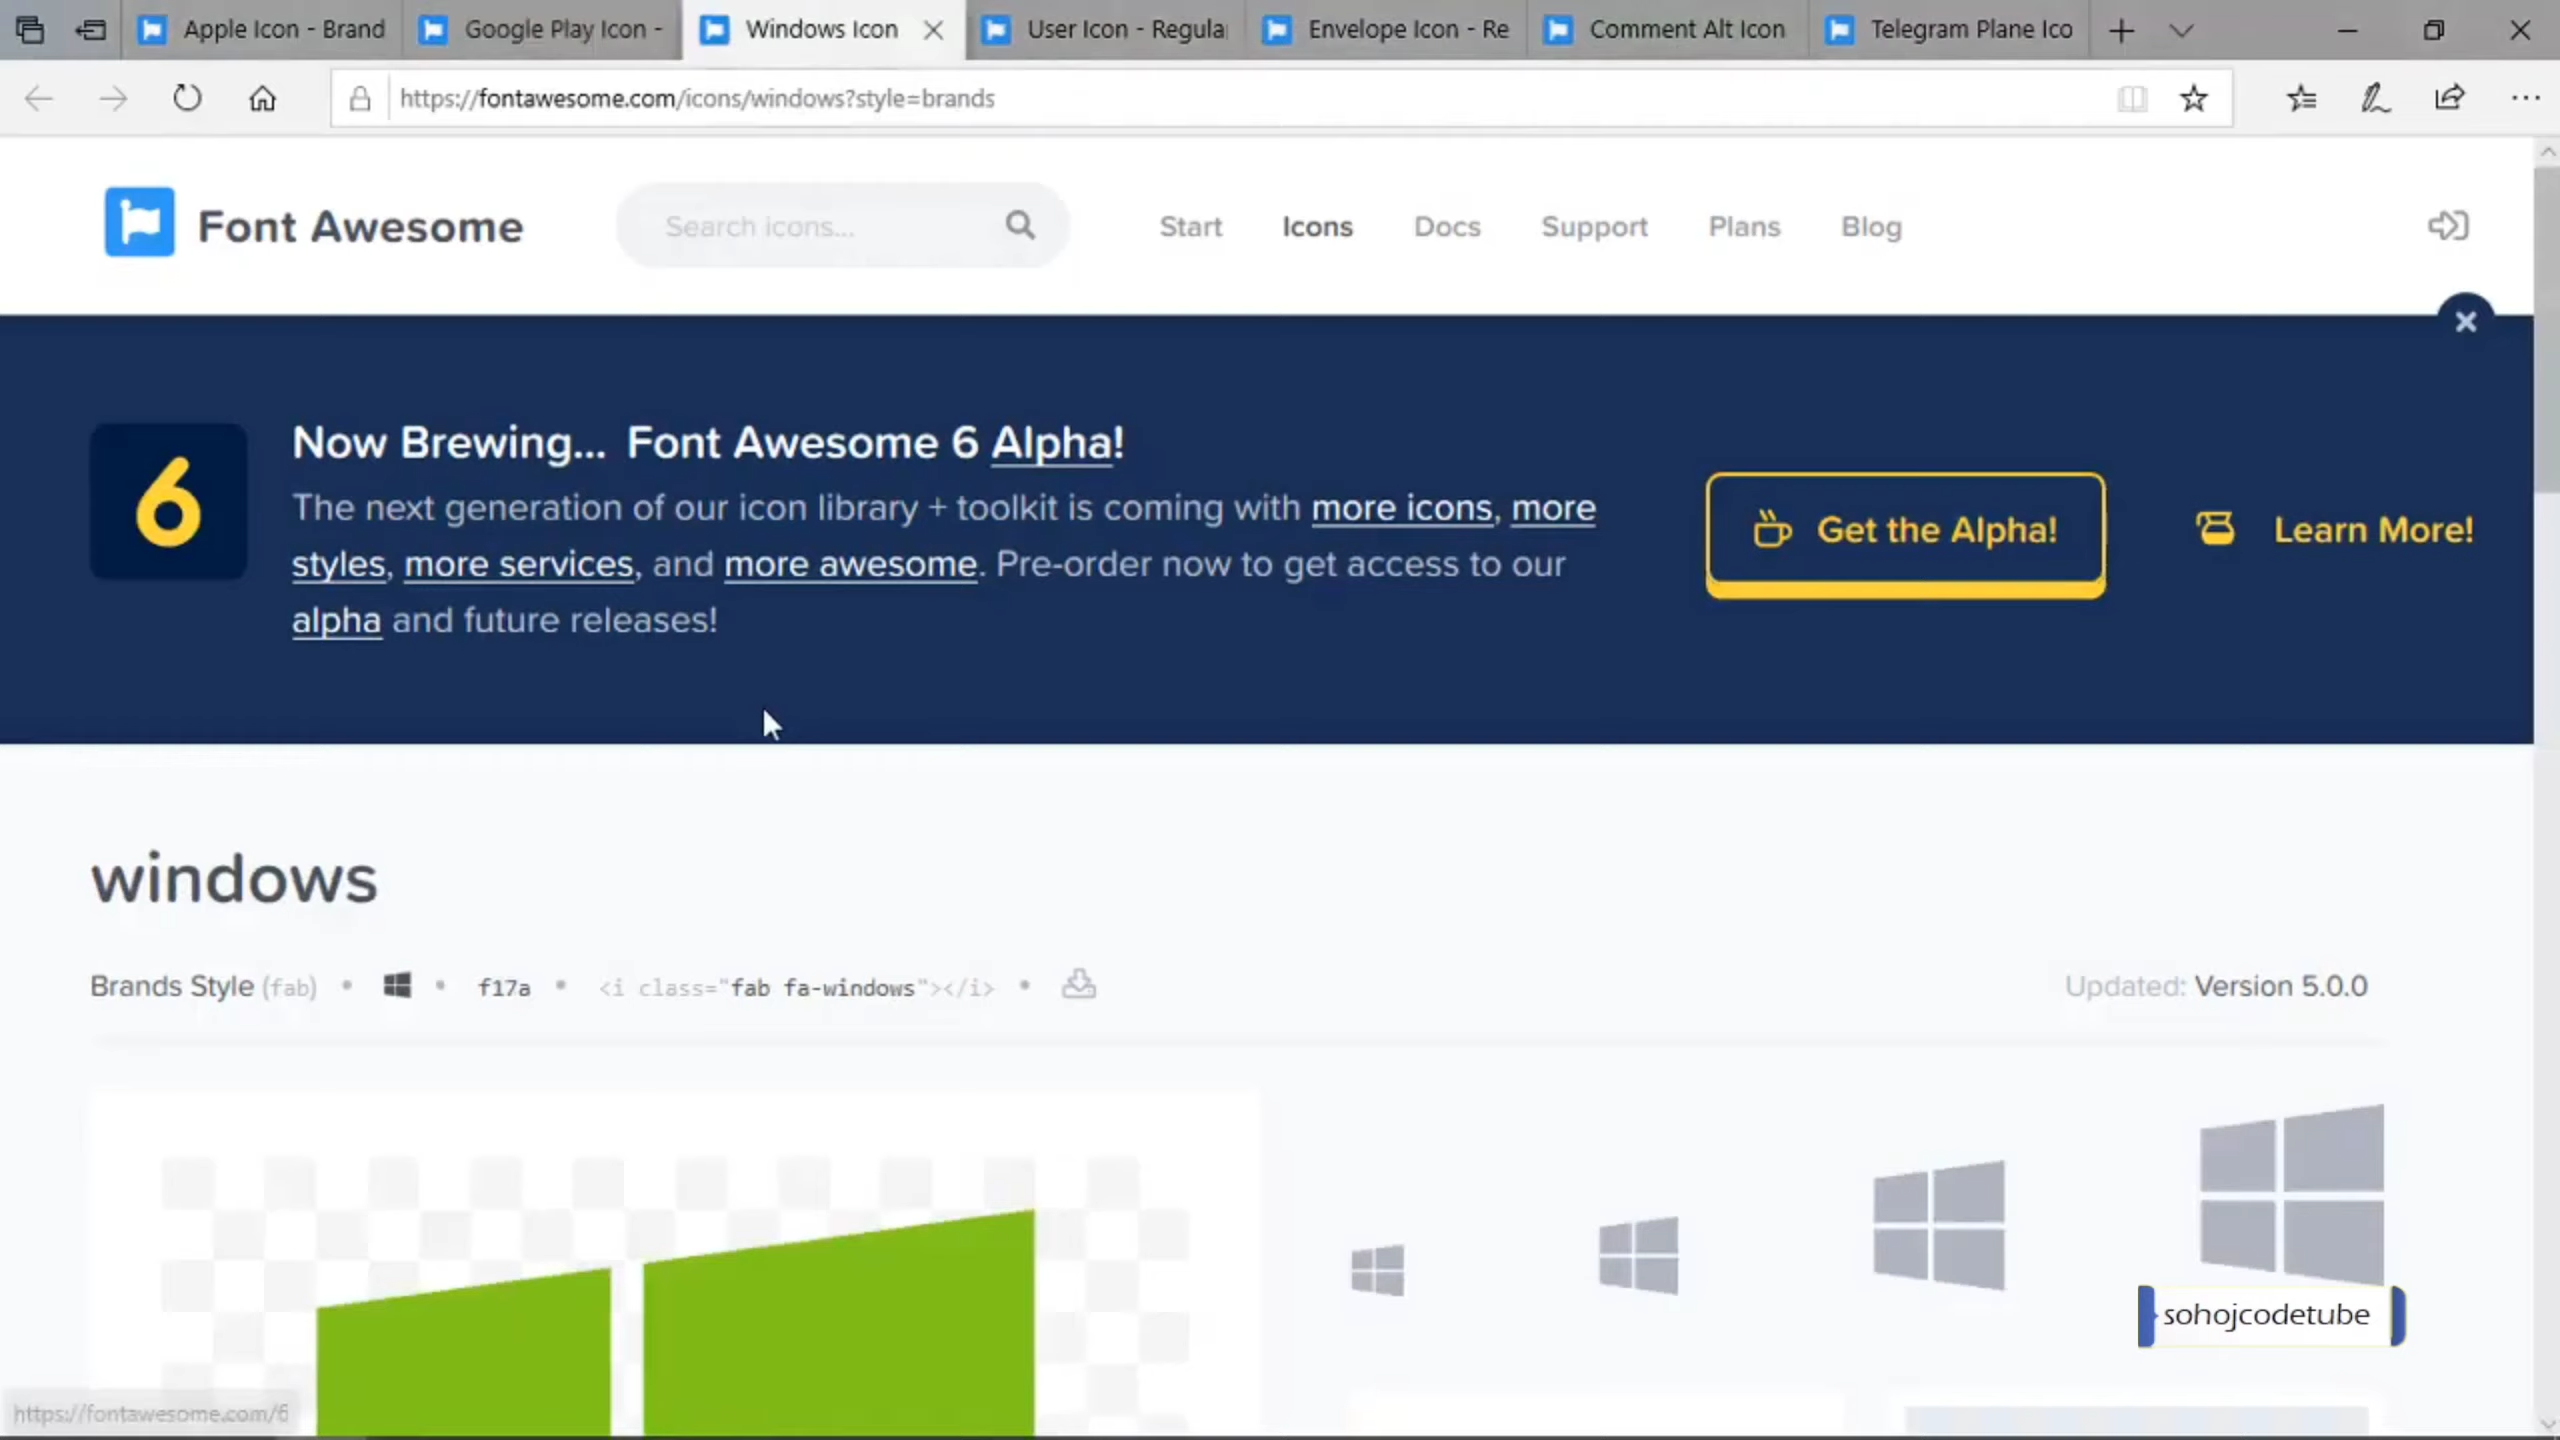 Apple Icon - Brand
Google Play Icon -
Windows Icon
User Icon - Regula
Envelope Icon - Re
Comment Alt Icon
Telegram Plane Ico
https://fontawesome.com/icons/windows?style=brands
Font Awesome
Search icons...
Start
Icons
Docs
Support
Plans
Blog
6
Now Brewing... Font Awesome 6 Alpha!
The next generation of our icon library + toolkit is coming with more icons, more
styles, more services, and more awesome. Pre-order now to get access to our
alpha and future releases!
Get the Alpha!
Learn More!
windows
Brands Style (fab)
f17a
<i class="fab fa-windows"></i>
Updated: Version 5.0.0
sohojcodetube
https://fontawesome.com/6